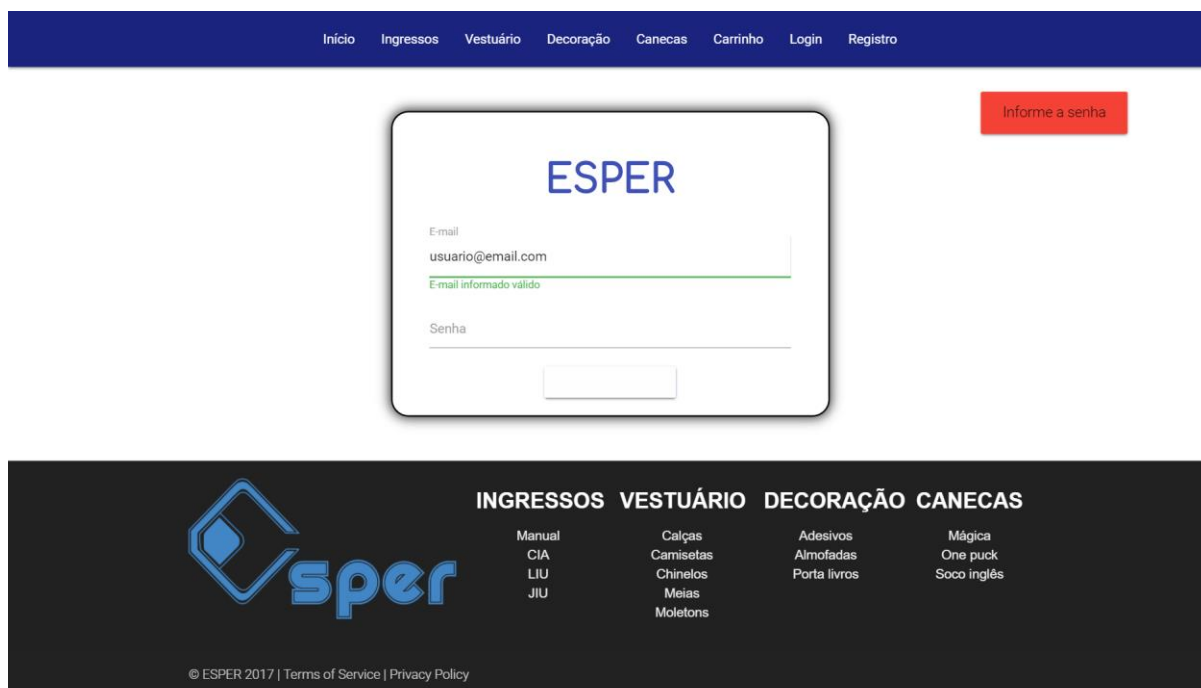 Início Ingressos Vestuário Decoração Canecas Carrinho Login Registro
Informe a senha
ESPER
E-mail
usuario@email.com
E-mail informado válido
Senha
Esper
INGRESSOS VESTUÁRIO DECORAÇÃO CANECAS
Manual Calças Adesivos Mágica
CIA Camisetas Almofadas One puck
LIU Chinelos Porta livros Soco inglês
JIU Meias
Moletons
© ESPER 2017 | Terms of Service | Privacy Policy